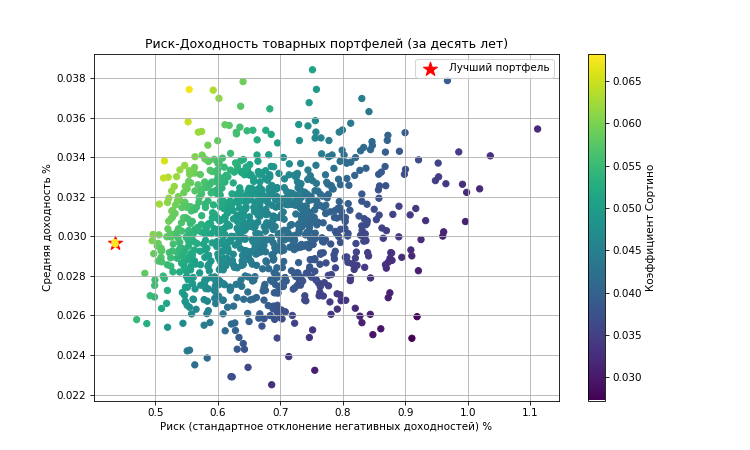 Риск-Доходность товарных портфелей (за десять лет)
Лучший портфель
Средняя доходность %
0.038
0.036
0.034
0.032
0.030
0.028
0.026
0.024
0.022
0.5 0.6 0.7 0.8 0.9 1.0 1.1
Риск (стандартное отклонение негативных доходностей) %
0.065
0.060
0.055
0.050
0.045
0.040
0.035
0.030
Коэффициент Сортино